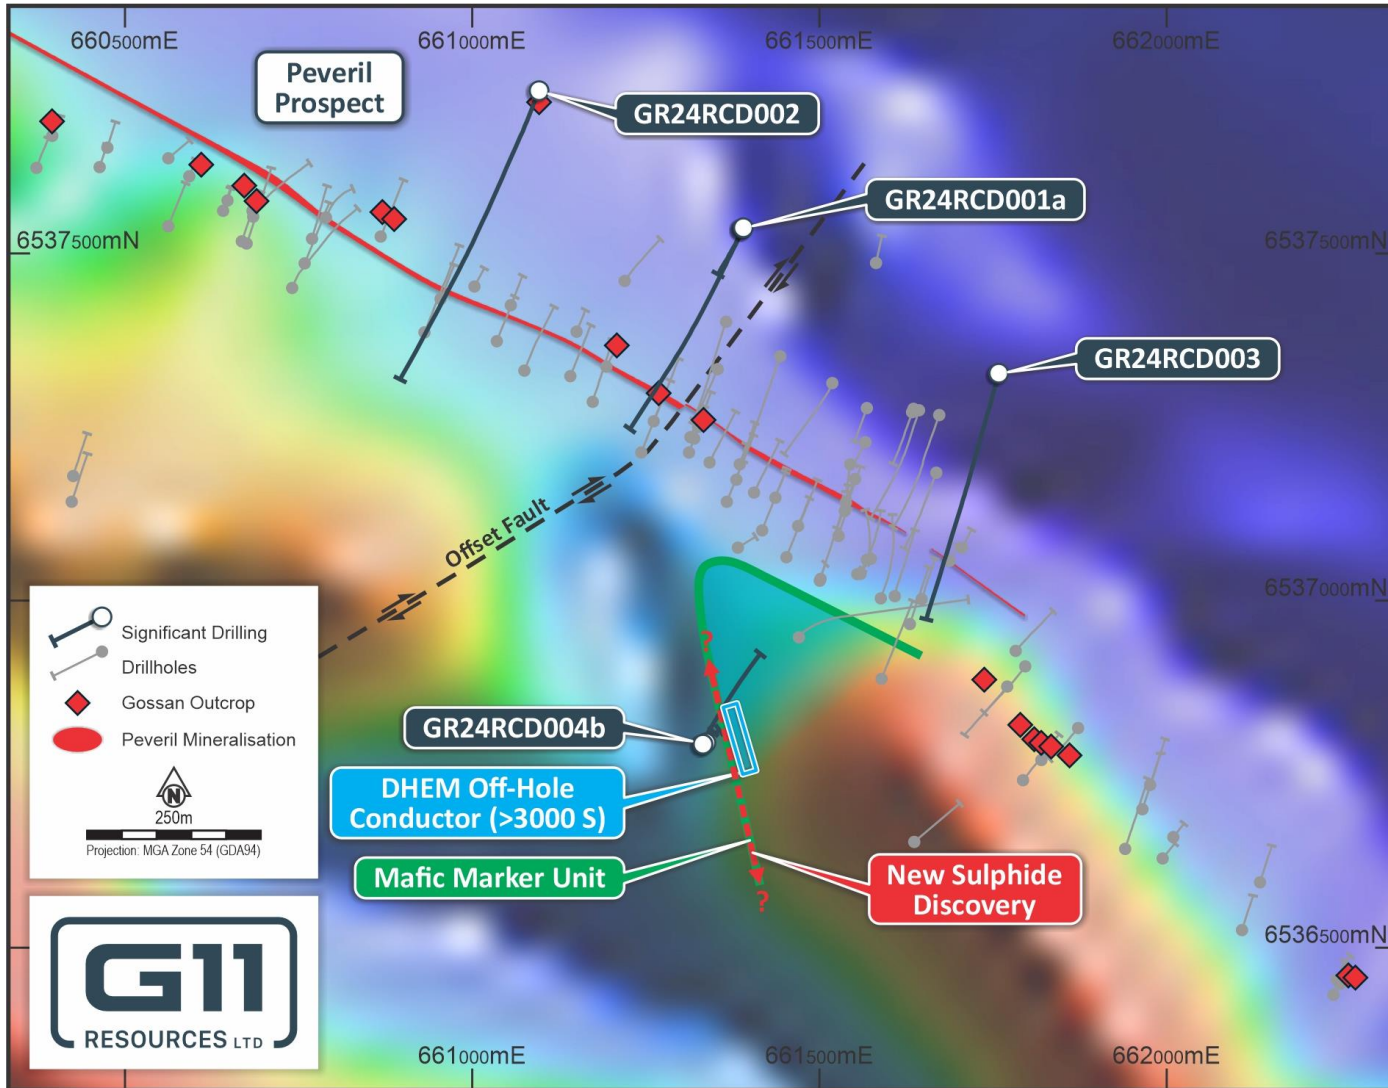 660500mE
661000mE
661500mE
662000mE
Peveril
Prospect
GR24RCD002
GR24RCD001a
6537500mN
6537500mN
GR24RCD003
Offset Fault
6537000mN
Significant Drilling
Drillholes
Gossan Outcrop
Peveril Mineralisation
N
250m
Projection: MGA Zone 54 (GDA94)
?
GR24RCD004b
DHEM Off-Hole
Conductor (>3000 S)
Mafic Marker Unit
New Sulphide
Discovery
?
6536500mN
G11
RESOURCES LTD
661000mE
661500mE
662000mE